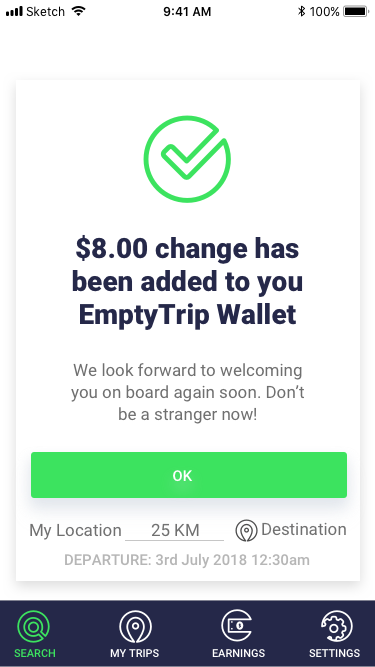 Sketch 9:41 AM 100%
$8.00 change has
been added to you
EmptyTrip Wallet
We look forward to welcoming
you on board again soon. Don’t
be a stranger now!
OK
My Location 25 KM Destination
DEPARTURE: 3rd July 2018 12:30am
SEARCH MY TRIPS EARNINGS SETTINGS